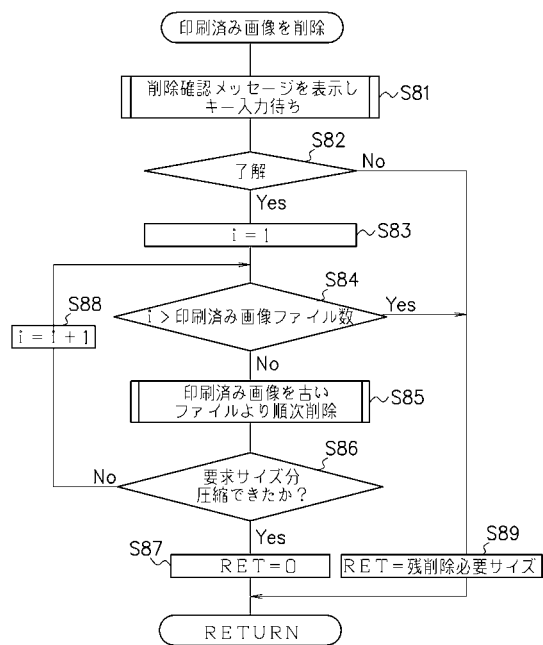 印刷済み画像を削除
削除確認メッセージを表示し
キー入力待ち
S81
S82
了解
No
Yes
i=1
S83
S84
i>印刷済み画像ファイル数
Yes
S88
i=i+1
No
印刷済み画像を古い
ファイルより順次削除
S85
S86
要求サイズ分
圧縮できたか?
No
Yes
S87
RET=0
S89
RET=残削除必要サイズ
RETURN